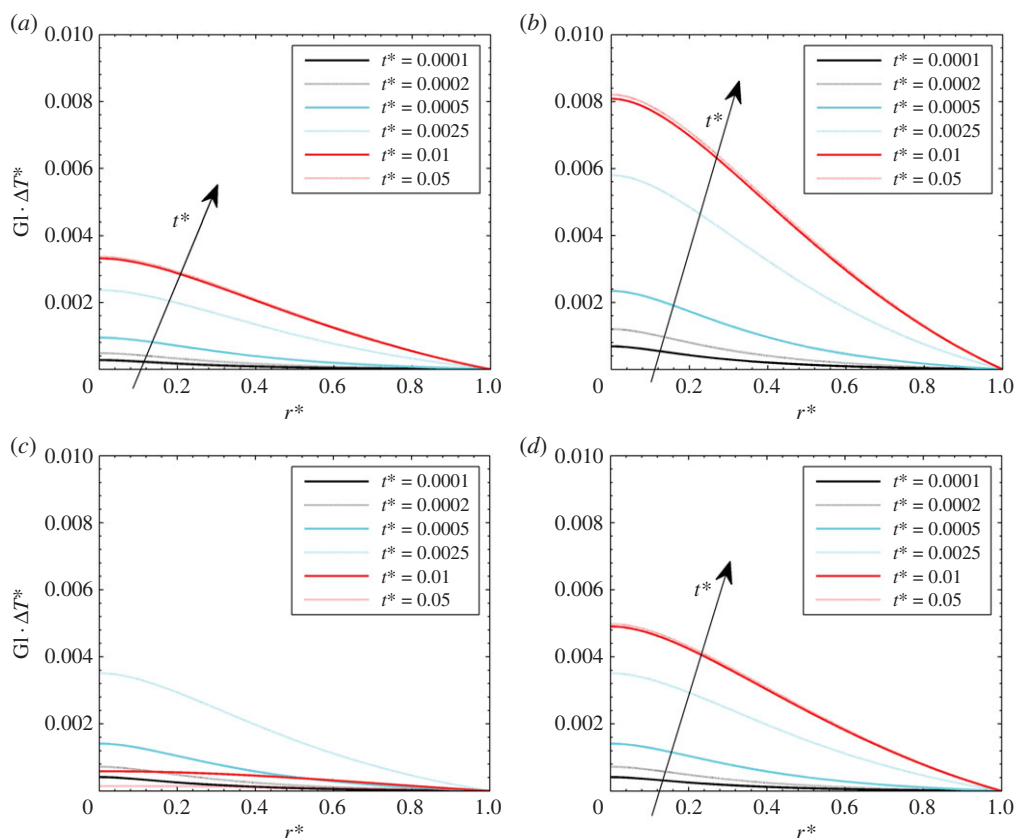 (a)
0.010
0.008
0.006
0.004
0.002
Gl · ΔT*
t* = 0.0001
t* = 0.0002
t* = 0.0005
t* = 0.0025
t* = 0.01
t* = 0.05
t*
0 0.2 0.4 0.6 0.8 1.0
r*
(b)
0.010
0.008
0.006
0.004
0.002
t* = 0.0001
t* = 0.0002
t* = 0.0005
t* = 0.0025
t* = 0.01
t* = 0.05
t*
0 0.2 0.4 0.6 0.8 1.0
r*
(c)
0.010
0.008
0.006
0.004
0.002
Gl · ΔT*
t* = 0.0001
t* = 0.0002
t* = 0.0005
t* = 0.0025
t* = 0.01
t* = 0.05
0 0.2 0.4 0.6 0.8 1.0
r*
(d)
0.010
0.008
0.006
0.004
0.002
t* = 0.0001
t* = 0.0002
t* = 0.0005
t* = 0.0025
t* = 0.01
t* = 0.05
t*
0 0.2 0.4 0.6 0.8 1.0
r*